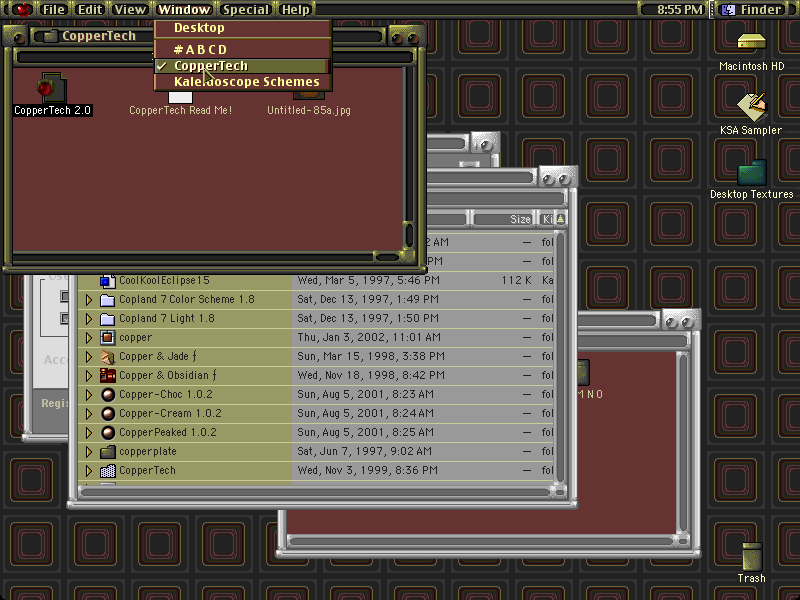 File Edit View Window Special Help 8:55 PM Finder
Desktop
#ABCD
✓ CopperTech
Kaleidoscope Schemes
CopperTech
CopperTech 2.0
CopperTech Read Me!
Untitled-85a.jpg
Macintosh HD
KSA Sampler
Desktop Textures
Size Ki
2 AM — fol
PM — fol
CoolKoolEclipse15 Wed, Mar 5, 1997, 5:46 PM 112 K Ka
Copland 7 Color Scheme 1.8 Sat, Dec 13, 1997, 1:49 PM — fol
Copland 7 Light 1.8 Sat, Dec 13, 1997, 1:50 PM — fol
copper Thu, Jan 3, 2002, 11:01 AM — fol
Copper & Jade ƒ Sun, Mar 15, 1998, 3:38 PM — fol
Copper & Obsidian ƒ Wed, Nov 18, 1998, 8:42 PM — fol
Copper-Choc 1.0.2 Sun, Aug 5, 2001, 8:23 AM — fol
Copper-Cream 1.0.2 Sun, Aug 5, 2001, 8:24 AM — fol
CopperPeaked 1.0.2 Sun, Aug 5, 2001, 8:25 AM — fol
copperplate Sat, Jun 7, 1997, 9:02 AM — fol
CopperTech Wed, Nov 3, 1999, 8:36 PM — fol
Acce
Regis
M N O
Trash